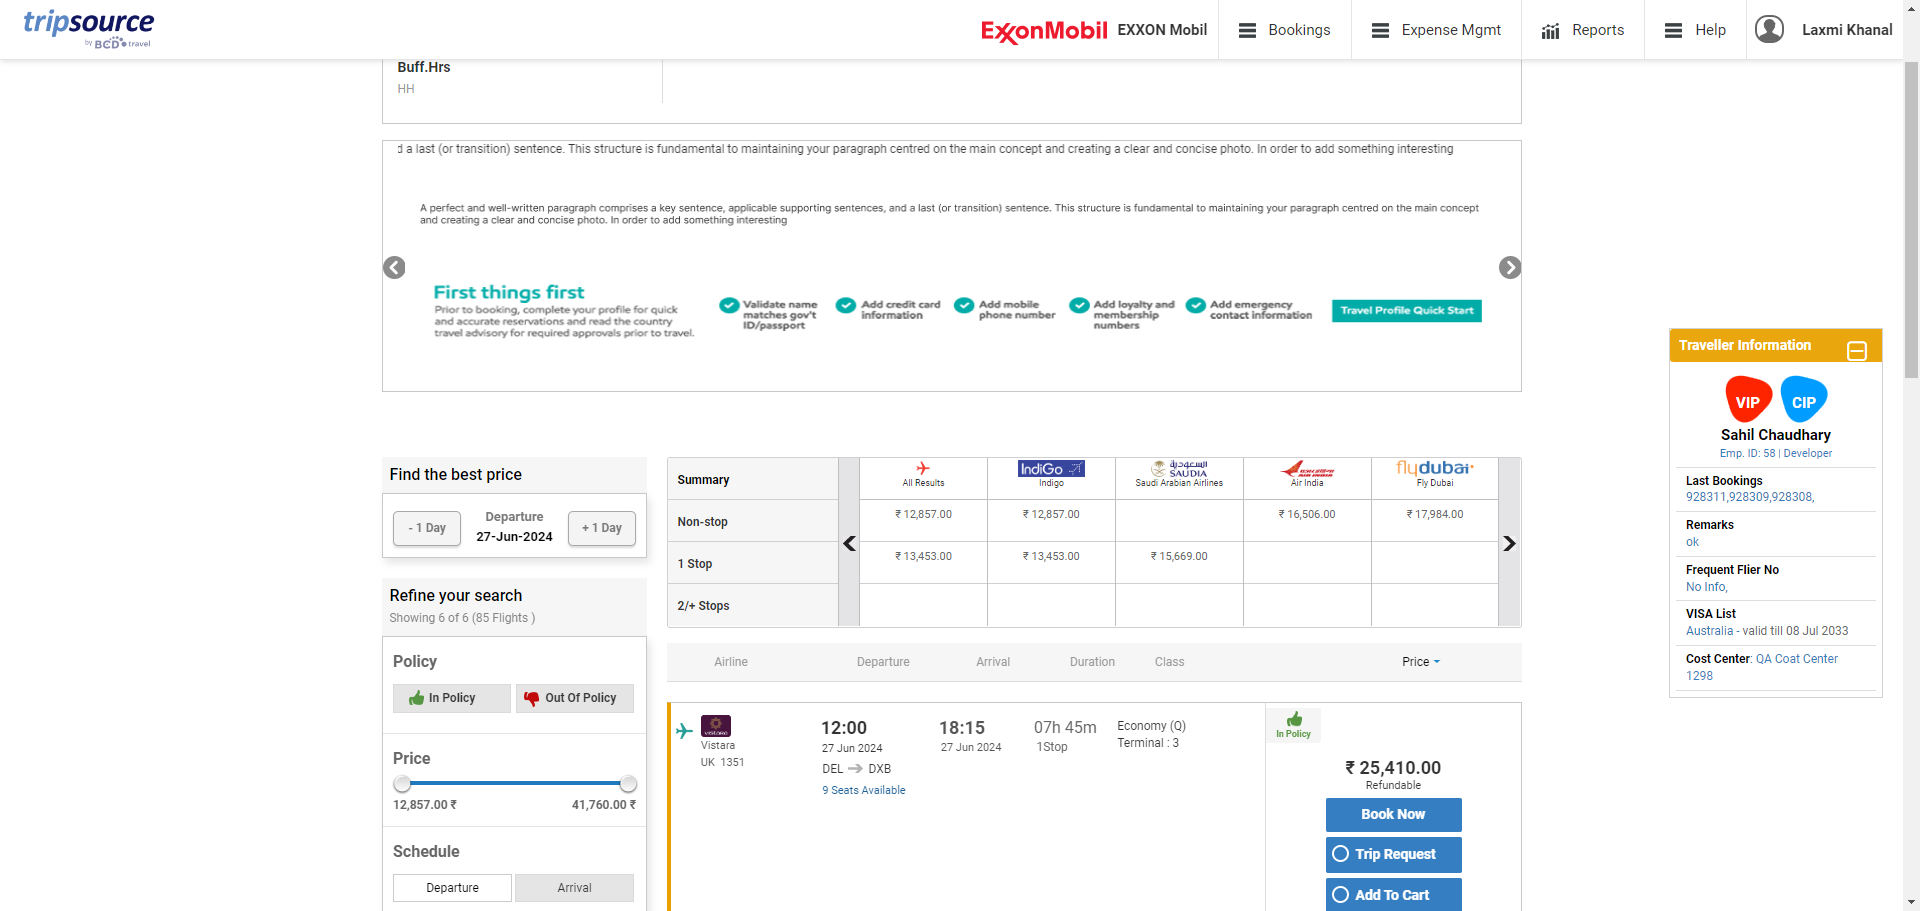 tripsource
by BCD travel
ExxonMobil
EXXON Mobil
Bookings
Expense Mgmt
Reports
Help
Laxmi Khanal
Buff.Hrs
HH
d a last (or transition) sentence. This structure is fundamental to maintaining your paragraph centred on the main concept and creating a clear and concise photo. In order to add something interesting
A perfect and well-written paragraph comprises a key sentence, applicable supporting sentences, and a last (or transition) sentence. This structure is fundamental to maintaining your paragraph centred on the main concept
and creating a clear and concise photo. In order to add something interesting
First things first
Prior to booking, complete your profile for quick
and accurate reservations and read the country
travel advisory for required approvals prior to travel.
Validate name
matches gov't
ID/passport
Add credit card
information
Add mobile
phone number
Add loyalty and
membership
numbers
Add emergency
contact information
Travel Profile Quick Start
Traveller Information
VIP
CIP
Sahil Chaudhary
Emp. ID: 58 | Developer
Last Bookings
928311,928309,928308,
Remarks
ok
Frequent Flier No
No Info,
VISA List
Australia - valid till 08 Jul 2033
Cost Center: QA Coat Center
1298
Find the best price
- 1 Day
Departure
27-Jun-2024
+ 1 Day
Refine your search
Showing 6 of 6 (85 Flights )
Policy
In Policy
Out Of Policy
Price
12,857.00 ₹
41,760.00 ₹
Schedule
Departure
Arrival
Summary
All Results
IndiGo
Indigo
السعودية
SAUDIA
Saudi Arabian Airlines
AIR INDIA
Air India
flydubai
Fly Dubai
Non-stop
₹ 12,857.00
₹ 12,857.00
₹ 16,506.00
₹ 17,984.00
1 Stop
₹ 13,453.00
₹ 13,453.00
₹ 15,669.00
2/+ Stops
Airline
Departure
Arrival
Duration
Class
Price
VISTARA
Vistara
UK 1351
12:00
27 Jun 2024
DEL
DXB
9 Seats Available
18:15
27 Jun 2024
07h 45m
1Stop
Economy (Q)
Terminal : 3
In Policy
₹ 25,410.00
Refundable
Book Now
Trip Request
Add To Cart